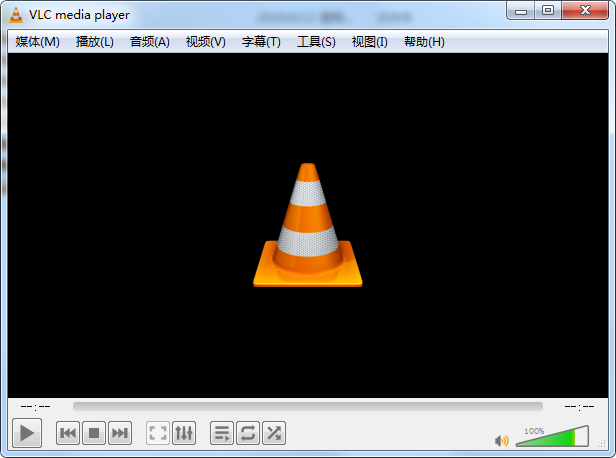 VLC media player
媒体(M) 播放(L) 音频(A) 视频(V) 字幕(T) 工具(S) 视图(I) 帮助(H)
--:-- --:--
100%